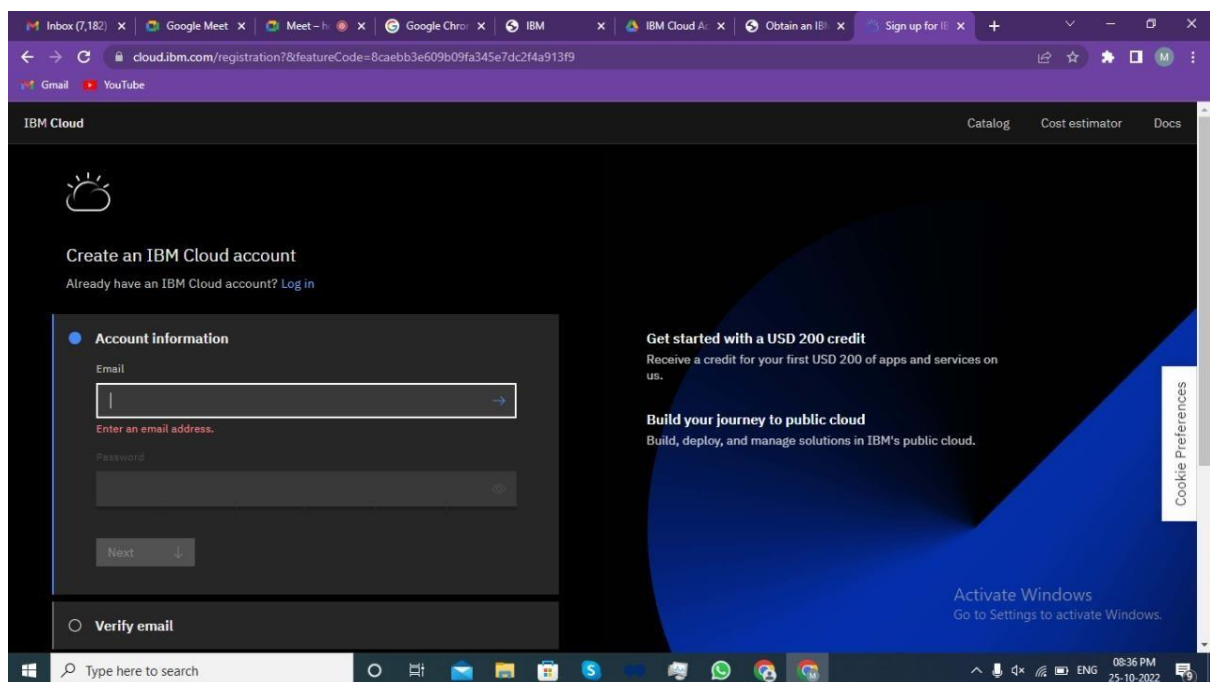 Inbox (7,182)
Google Meet
Meet – h
Google Chro
IBM
IBM Cloud Ac
Obtain an IB
Sign up for IE
cloud.ibm.com/registration?&featureCode=8caebb3e609b09fa345e7dc2f4a913f9
M
Gmail
YouTube
IBM Cloud
Catalog
Cost estimator
Docs
Create an IBM Cloud account
Already have an IBM Cloud account? Log in
Account information
Email
Enter an email address.
Password
Next
Verify email
Get started with a USD 200 credit
Receive a credit for your first USD 200 of apps and services on
us.
Build your journey to public cloud
Build, deploy, and manage solutions in IBM's public cloud.
Cookie Preferences
Activate Windows
Go to Settings to activate Windows.
Type here to search
ENG
08:36 PM
25-10-2022